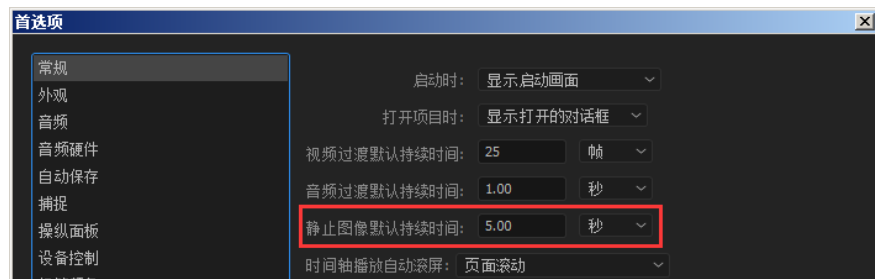 首选项
常规
外观
音频
音频硬件
自动保存
捕捉
操纵面板
设备控制
启动时: 显示启动画面
打开项目时: 显示打开的对话框
视频过渡默认持续时间: 25 帧
音频过渡默认持续时间: 1.00 秒
静止图像默认持续时间: 5.00 秒
时间轴播放自动滚屏: 页面滚动